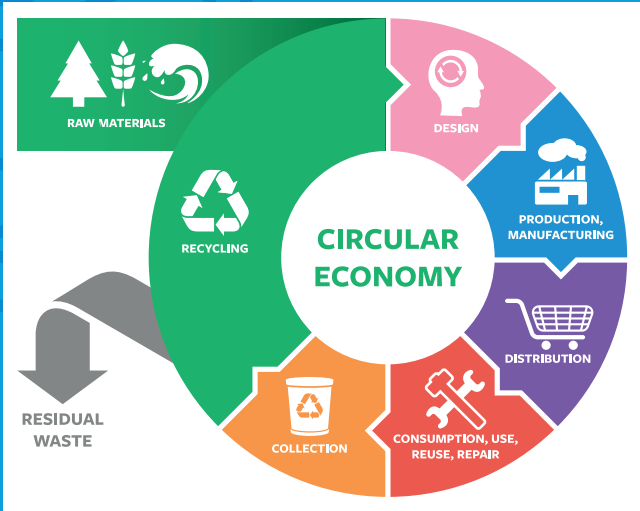 RAW MATERIALS
DESIGN
PRODUCTION,
MANUFACTURING
RECYCLING
CIRCULAR
ECONOMY
DISTRIBUTION
CONSUMPTION, USE,
REUSE, REPAIR
COLLECTION
RESIDUAL
WASTE